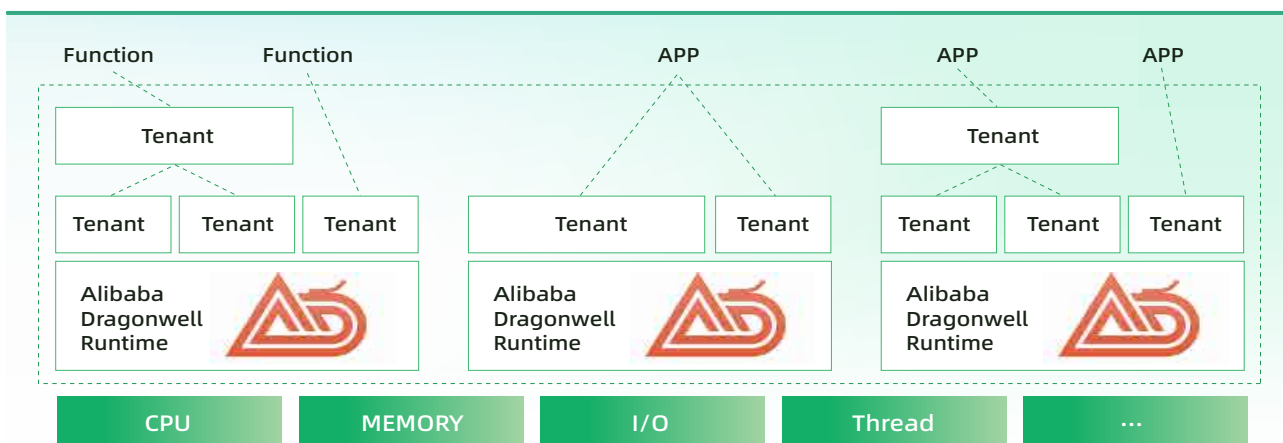 Function Function APP APP APP
Tenant Tenant
Tenant Tenant Tenant Tenant Tenant Tenant Tenant Tenant
Alibaba
Dragonwell
Runtime
Alibaba
Dragonwell
Runtime
Alibaba
Dragonwell
Runtime
CPU MEMORY I/O Thread ...